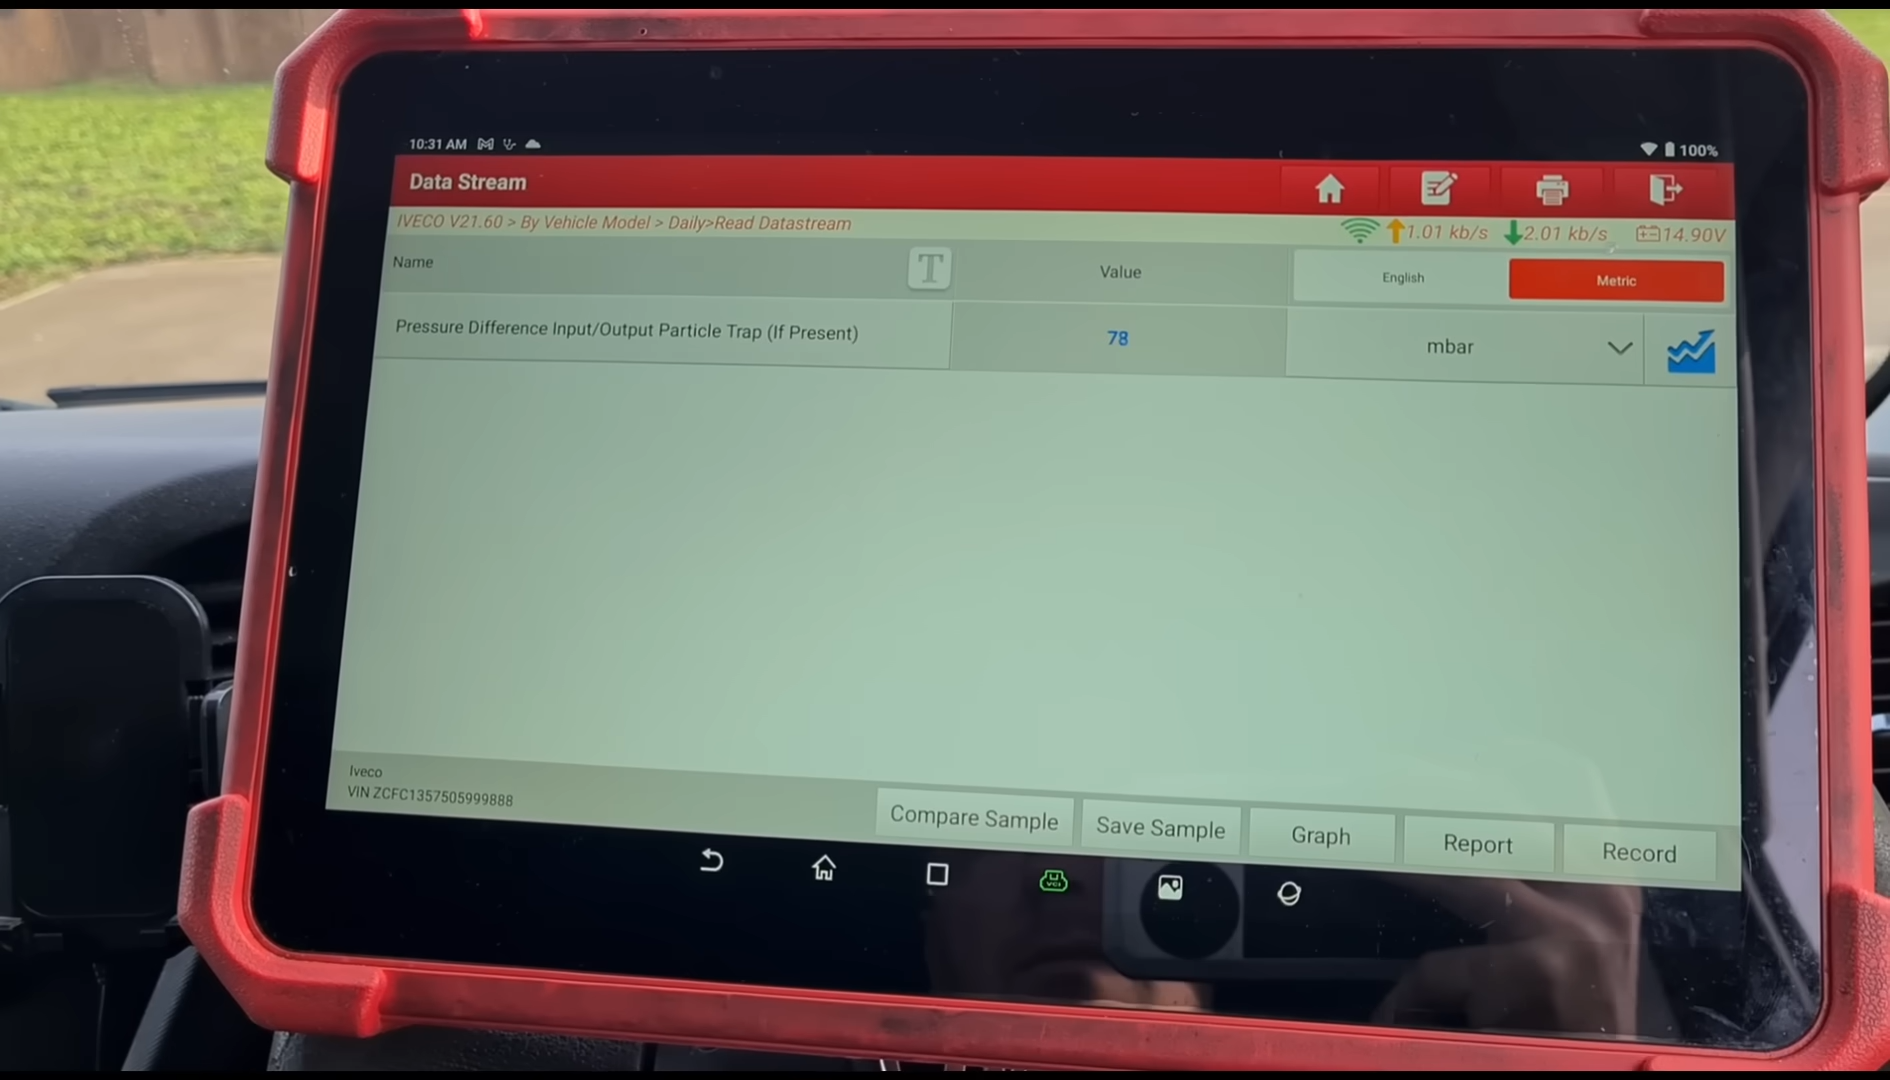 10:31 AM
100%
Data Stream
IVECO V21.60 > By Vehicle Model > Daily>Read Datastream
1.01 kb/s
2.01 kb/s
14.90V
Name
T
Value
English
Metric
Pressure Difference Input/Output Particle Trap (If Present)
78
mbar
Iveco
VIN ZCFC1357505999888
Compare Sample
Save Sample
Graph
Report
Record
VCI